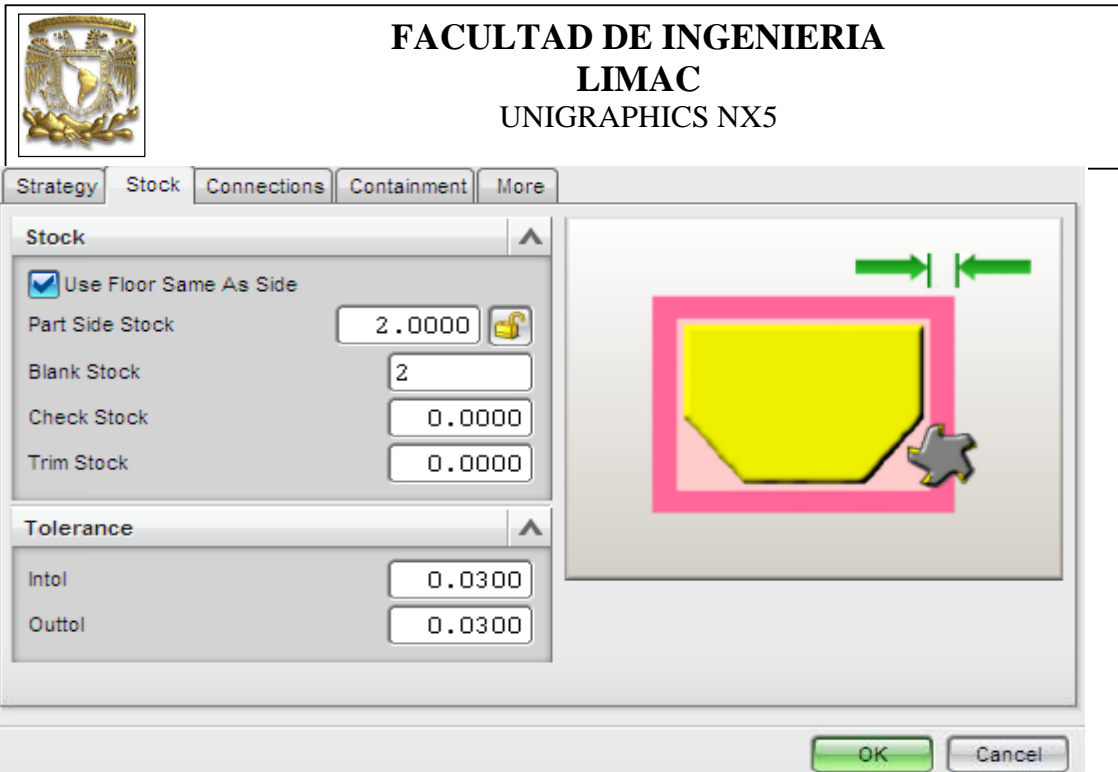 FACULTAD DE INGENIERIA
LIMAC
UNIGRAPHICS NX5
Strategy Stock Connections Containment More
Stock
Use Floor Same As Side
Part Side Stock 2.0000
Blank Stock 2
Check Stock 0.0000
Trim Stock 0.0000
Tolerance
Intol 0.0300
Outtol 0.0300
OK Cancel